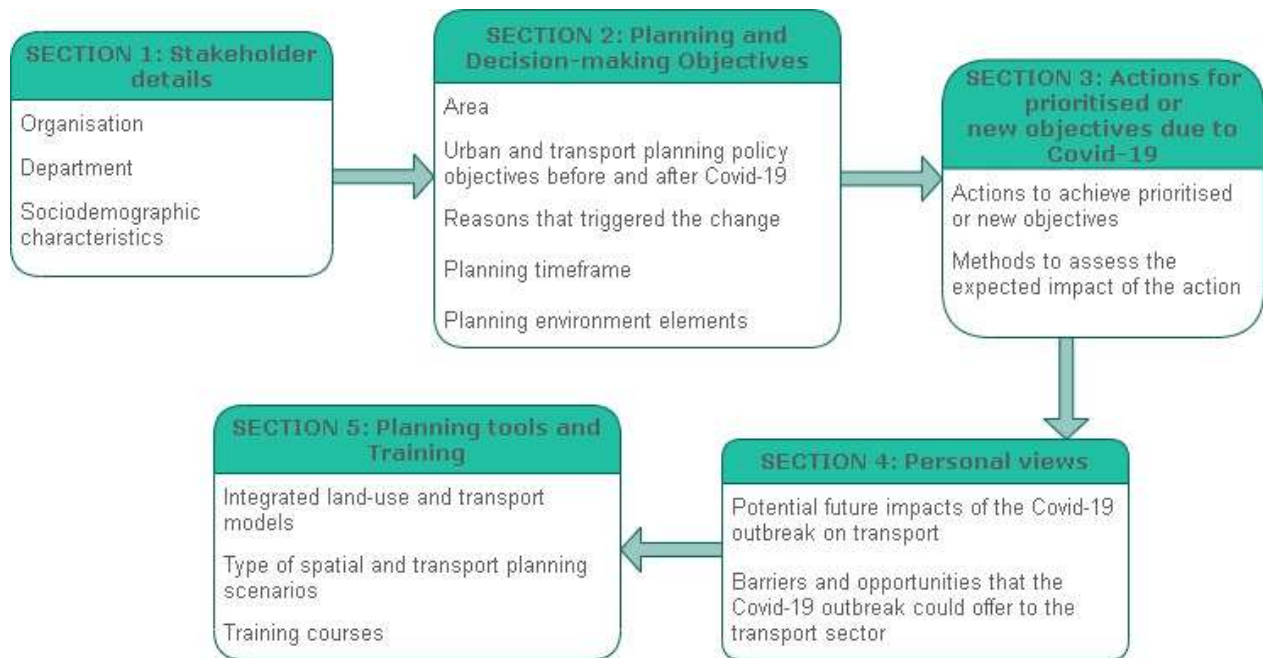 SECTION 1: Stakeholder
details
Organisation
Department
Sociodemographic
characteristics
SECTION 2: Planning and
Decision-making Objectives
Area
Urban and transport planning policy
objectives before and after Covid-19
Reasons that triggered the change
Planning timeframe
Planning environment elements
SECTION 3: Actions for
prioritised or
new objectives due to
Covid-19
Actions to achieve prioritised
or new objectives
Methods to assess the
expected impact of the action
SECTION 4: Personal views
Potential future impacts of the Covid-19
outbreak on transport
Barriers and opportunities that the
Covid-19 outbreak could offer to the
transport sector
SECTION 5: Planning tools and
Training
Integrated land-use and transport
models
Type of spatial and transport planning
scenarios
Training courses